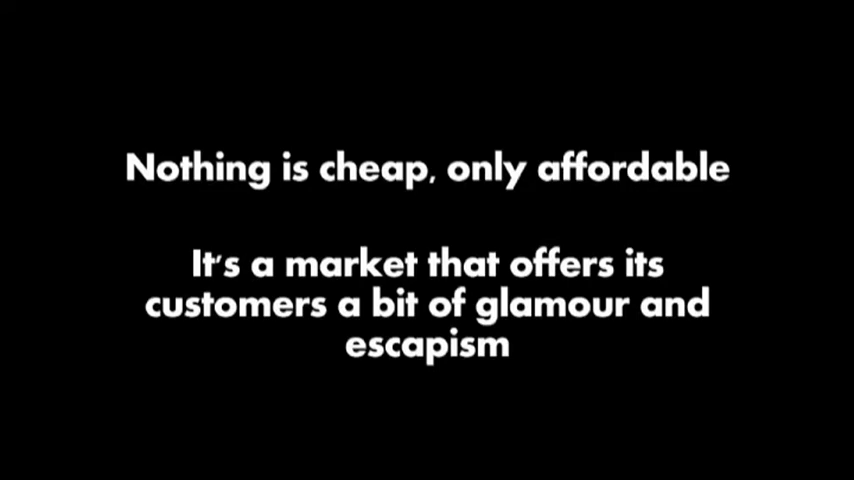 Nothing is cheap, only affordable
It's a market that offers its
customers a bit of glamour and
escapism